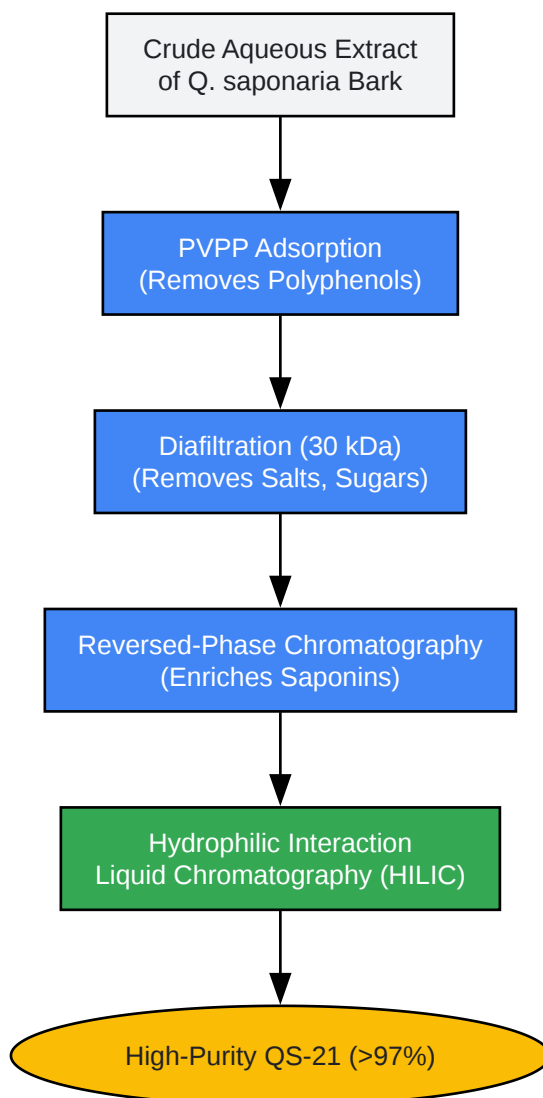 Crude Aqueous Extract
of Q. saponaria Bark
PVPP Adsorption
(Removes Polyphenols)
Diafiltration (30 kDa)
(Removes Salts, Sugars)
Reversed-Phase Chromatography
(Enriches Saponins)
Hydrophilic Interaction
Liquid Chromatography (HILIC)
High-Purity QS-21 (>97%)